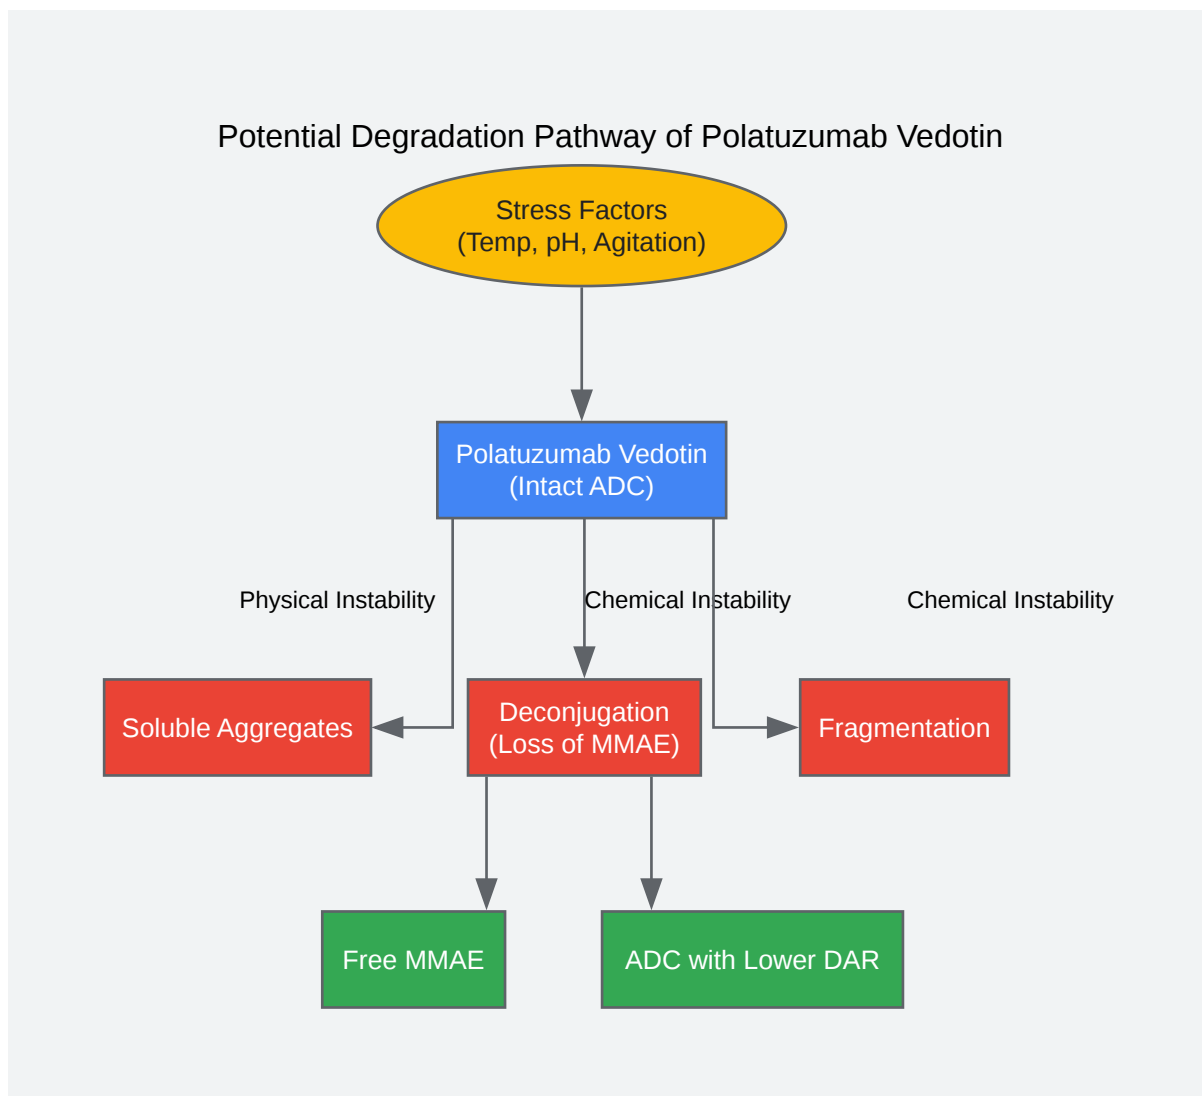 Potential Degradation Pathway of Polatuzumab Vedotin
Stress Factors
(Temp, pH, Agitation)
Polatuzumab Vedotin
(Intact ADC)
Physical Instability
Chemical Instability
Chemical Instability
Soluble Aggregates
Deconjugation
(Loss of MMAE)
Fragmentation
Free MMAE
ADC with Lower DAR